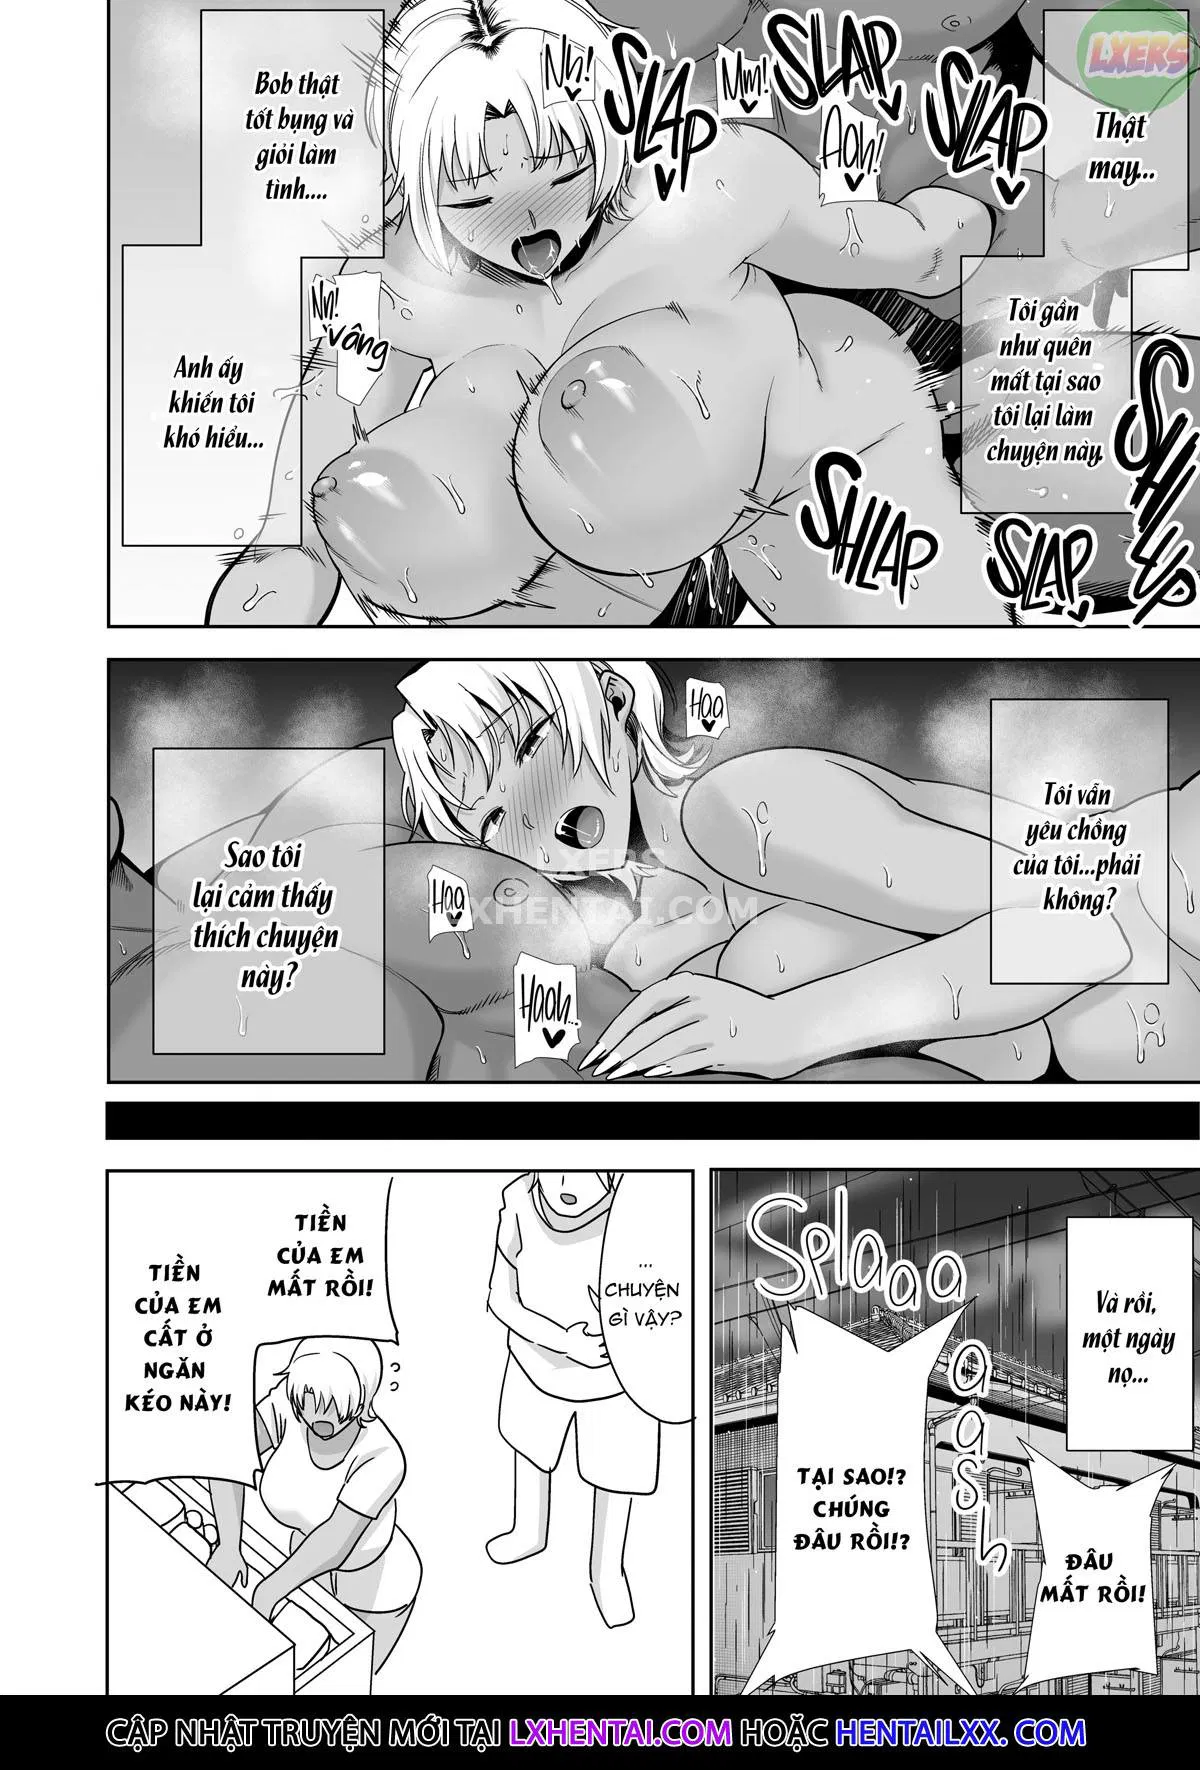 LXERS
Thật
may...
Tôi gần
như quên
mất tại sao
tôi lại làm
chuyện này.
SLAP
SLAP
SLAP
Aah!
Mm!
Nh!
Bob thật
tốt bụng và
giỏi làm
tình....
Nn!
vâng
Anh ấy
khiến tôi
khó hiểu...
SHLAP
SLAP
Haa
Tôi vẫn
yêu chồng
của tôi...phải
không?
Sao tôi
lại cảm thấy
thích chuyện
này?
Haa
Haah...
LXERS
LXHENTAI.COM
Và rồi,
một ngày
nọ...
Splaaaaaash
ĐÂU
MẤT RỒI!
TẠI SAO!?
CHÚNG
ĐÂU RỒI!?
...
CHUYỆN
GÌ VẬY?
TIỀN
CỦA EM
MẤT RỒI!
TIỀN
CỦA EM
CẤT Ở
NGĂN
KÉO NÀY!
CẬP NHẬT TRUYỆN MỚI TẠI LXHENTAI.COM HOẶC HENTAILXX. COM